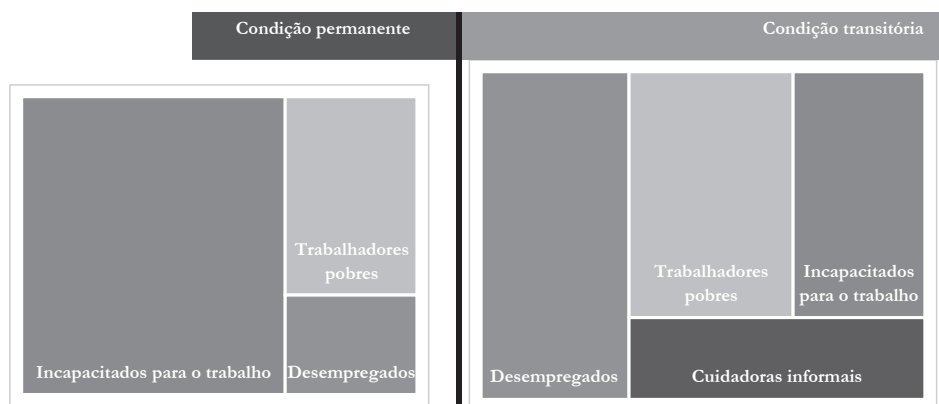 Condição permanente
Condição transitória
Trabalhadores
pobres
Incapacitados para o trabalho
Desempregados
Trabalhadores
pobres
Incapacitados
para o trabalho
Desempregados
Cuidadoras informais